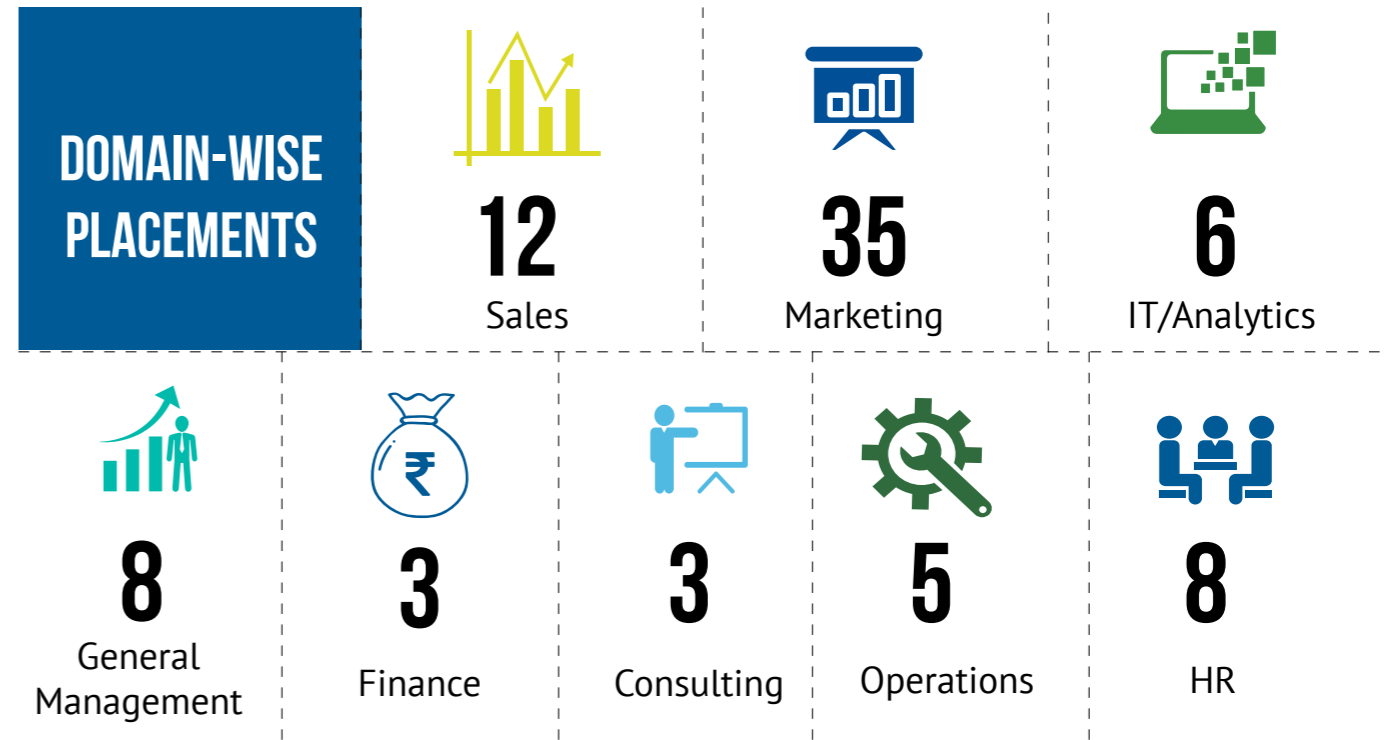 DOMAIN-WISE
PLACEMENTS
12
Sales
35
Marketing
6
IT/Analytics
8
General
Management
₹
3
Finance
3
Consulting
5
Operations
8
HR